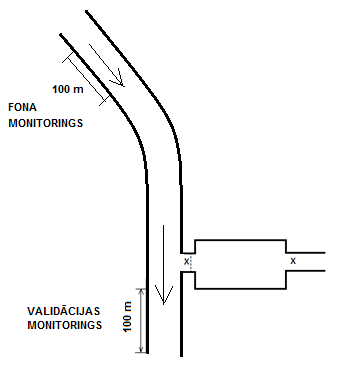 100 m
FONA
MONITORINGS
x
x
VALIDĀCIJAS
MONITORINGS
100 m